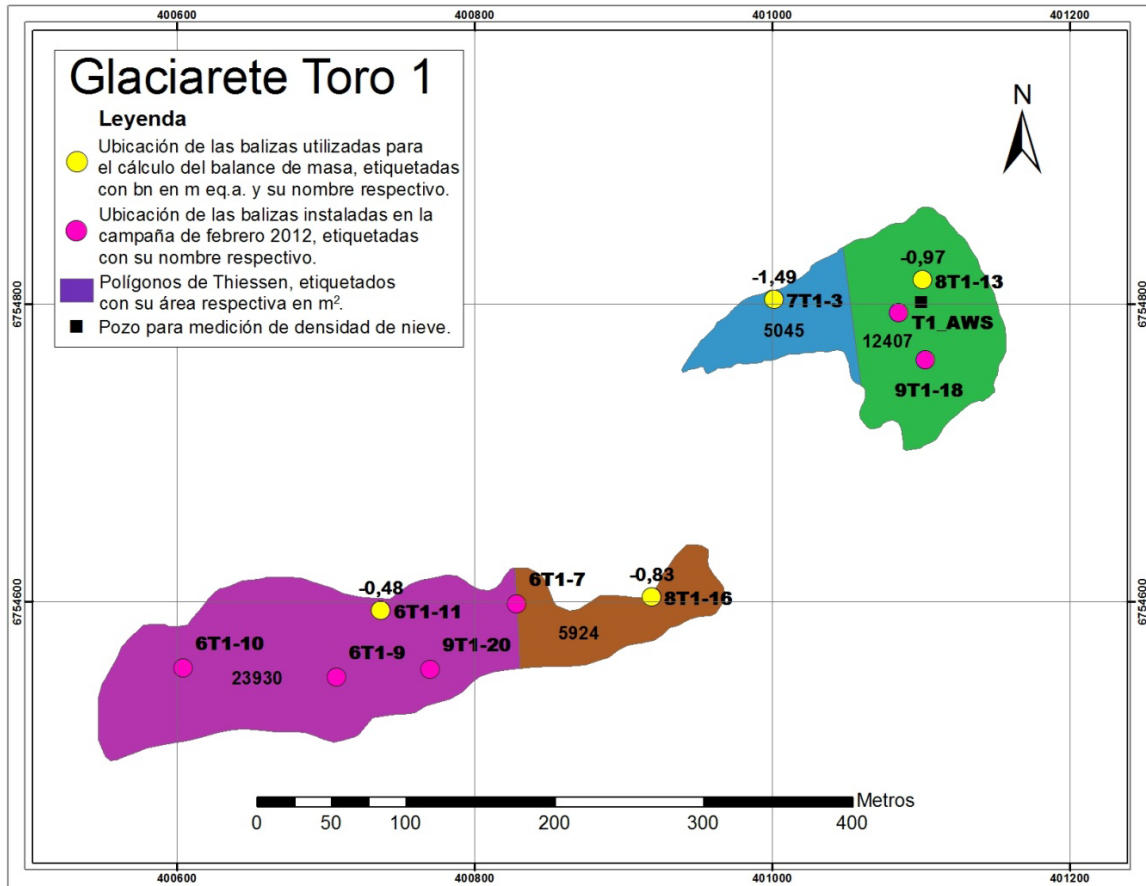 400600
400800
401000
401200
Glaciarete Toro 1
Leyenda
Ubicación de las balizas utilizadas para
el cálculo del balance de masa, etiquetadas
con bn en m eq.a. y su nombre respectivo.
Ubicación de las balizas instaladas en la
campaña de febrero 2012, etiquetadas
con su nombre respectivo.
Polígonos de Thiessen, etiquetados
con su área respectiva en m².
Pozo para medición de densidad de nieve.
N
-0,97
8T1-13
-1,49
7T1-3
6754800
6754800
T1_AWS
5045
12407
9T1-18
6T1-7
-0,83
8T1-16
-0,48
6T1-11
6754600
6754600
5924
6T1-10
6T1-9
9T1-20
23930
Metros
0
50
100
200
300
400
400600
400800
401000
401200